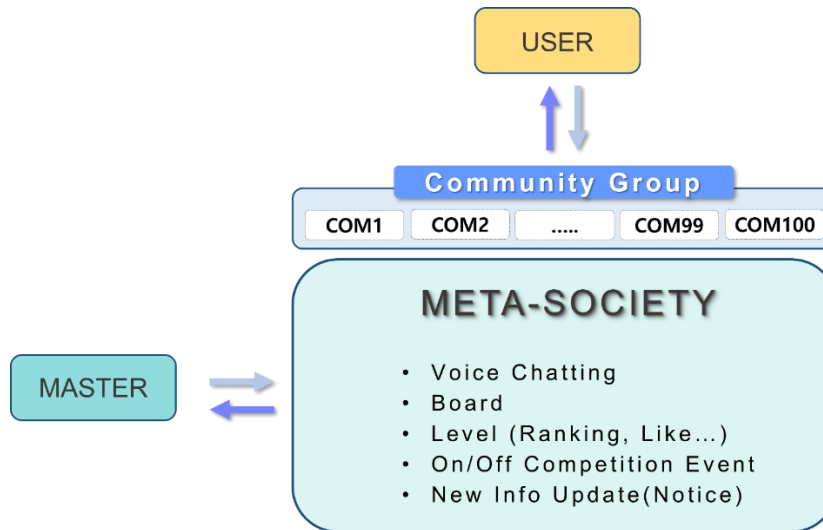 USER
Community Group
COM1 COM2 ..... COM99 COM100
META-SOCIETY
MASTER
• Voice Chatting
• Board
• Level (Ranking, Like...)
• On/Off Competition Event
• New Info Update(Notice)